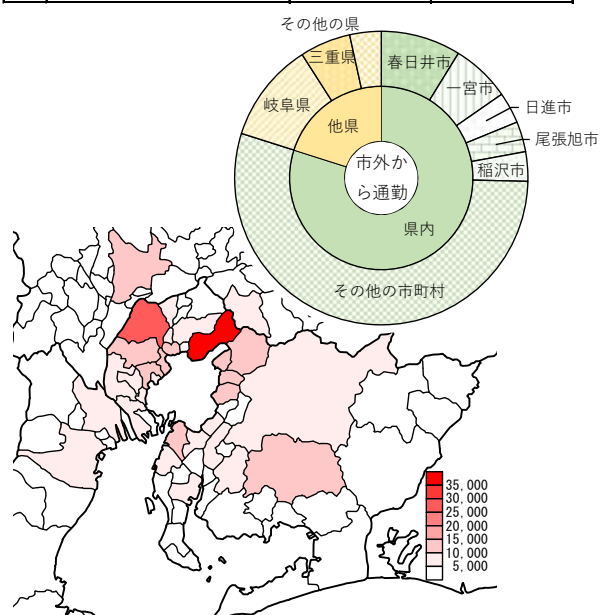 その他の県
三重県
春日井市
一宮市
岐阜県
日進市
他県
尾張旭市
市外か
ら通勤
稲沢市
県内
その他の市町村
35,000
30,000
25,000
20,000
15,000
10,000
5,000